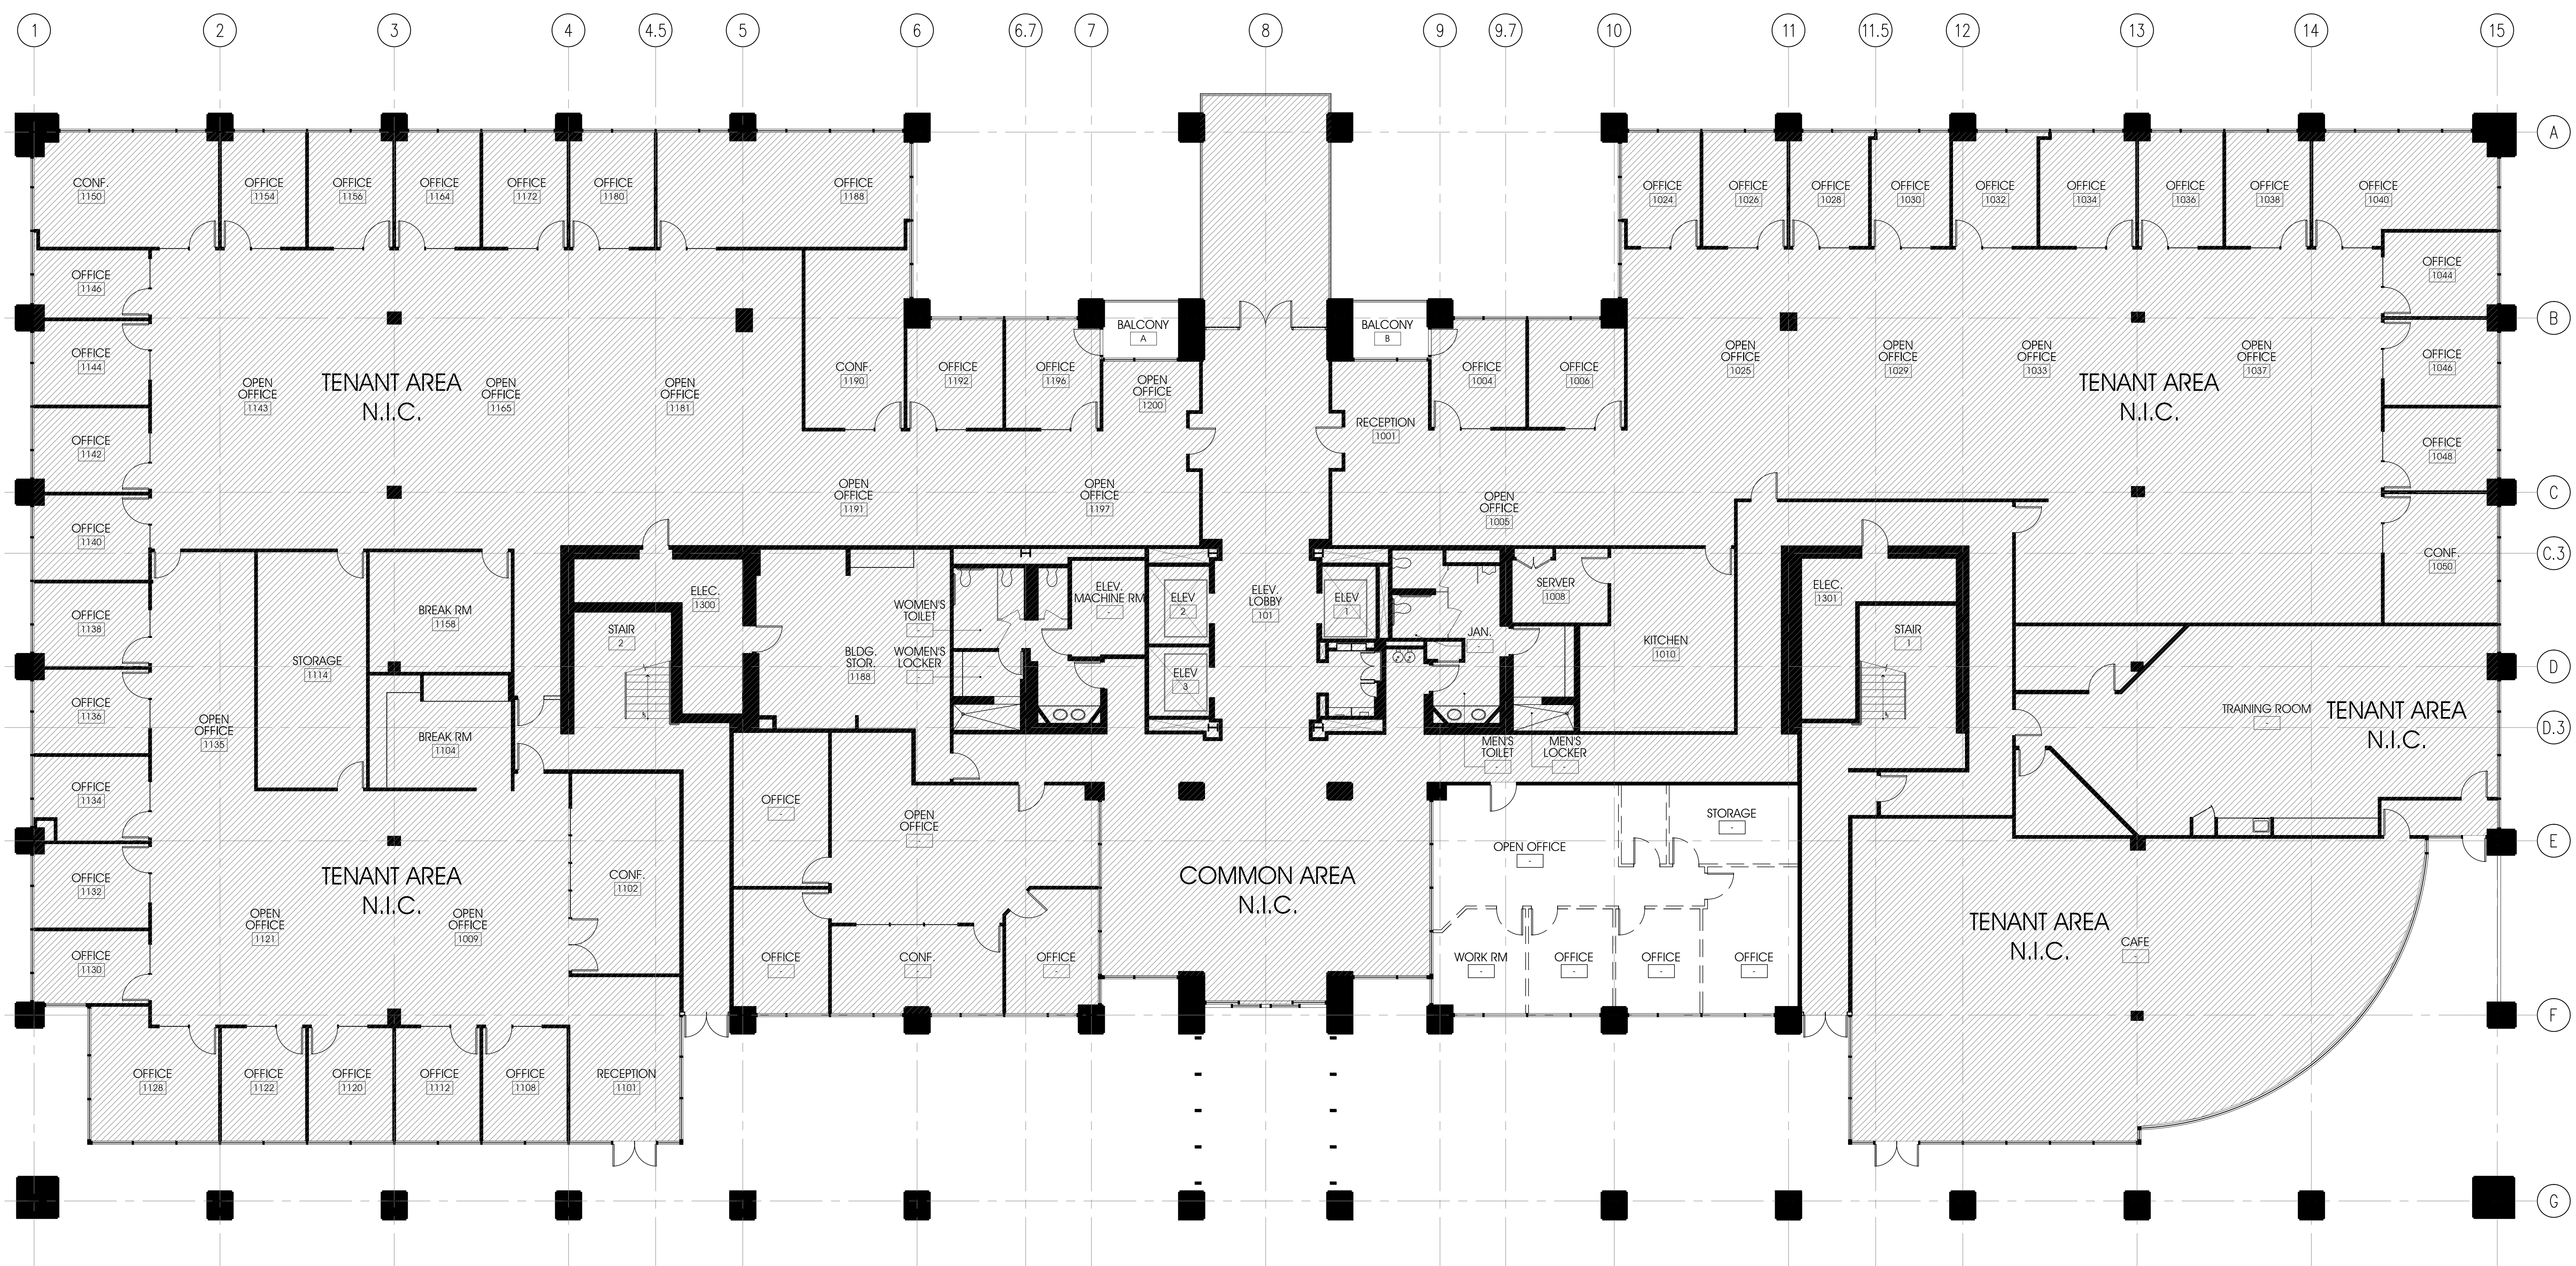 1 2 3 4 4.5 5 6 6.7 7 8 9 9.7 10 11 11.5 12 13 14 15
A
CONF.
1150
OFFICE
1154
OFFICE
1156
OFFICE
1164
OFFICE
1172
OFFICE
1180
OFFICE
1188
OFFICE
1024
OFFICE
1026
OFFICE
1028
OFFICE
1030
OFFICE
1032
OFFICE
1034
OFFICE
1036
OFFICE
1038
OFFICE
1040
OFFICE
1146
OFFICE
1044
B
BALCONY
A
BALCONY
B
OFFICE
1144
OPEN
OFFICE
1143
TENANT AREA
N.I.C.
OPEN
OFFICE
1165
OPEN
OFFICE
1181
CONF.
1190
OFFICE
1192
OFFICE
1196
OPEN
OFFICE
1200
RECEPTION
1001
OFFICE
1004
OFFICE
1006
OPEN
OFFICE
1025
OPEN
OFFICE
1029
OPEN
OFFICE
1033
TENANT AREA
N.I.C.
OPEN
OFFICE
1037
OFFICE
1046
OFFICE
1142
OFFICE
1048
C
OPEN
OFFICE
1191
OPEN
OFFICE
1197
OPEN
OFFICE
1005
OFFICE
1140
C.3
CONF.
1050
OFFICE
1138
BREAK RM
1158
ELEC.
1300
STAIR
2
WOMEN'S
TOILET
-
ELEV.
MACHINE RM
-
ELEV
2
ELEV.
LOBBY
101
ELEV
1
JAN.
-
SERVER
1008
KITCHEN
1010
ELEC.
1301
STAIR
1
STORAGE
1114
BLDG.
STOR.
1188
WOMEN'S
LOCKER
-
ELEV
3
D
OFFICE
1136
OPEN
OFFICE
1135
BREAK RM
1104
MEN'S
TOILET
-
MEN'S
LOCKER
-
TRAINING ROOM
-
TENANT AREA
N.I.C.
D.3
OFFICE
1134
OFFICE
-
OPEN
OFFICE
-
STORAGE
-
OPEN OFFICE
-
E
OFFICE
1132
TENANT AREA
N.I.C.
CONF.
1102
COMMON AREA
N.I.C.
OPEN
OFFICE
1121
OPEN
OFFICE
1009
TENANT AREA
N.I.C.
CAFE
-
OFFICE
1130
OFFICE
-
CONF.
-
OFFICE
-
WORK RM
-
OFFICE
-
OFFICE
-
OFFICE
-
F
OFFICE
1128
OFFICE
1122
OFFICE
1120
OFFICE
1112
OFFICE
1108
RECEPTION
1101
G